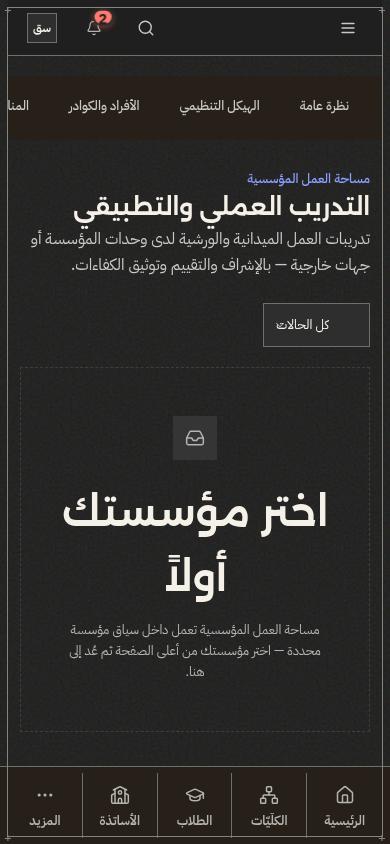 2
سق
نظرة عامة
الهيكل التنظيمي
الأفراد والكوادر
المنا
مساحة العمل المؤسسية
التدريب العملي والتطبيقي
تدريبات العمل الميدانية والورشية لدى وحدات المؤسسة أو
جهات خارجية — بالإشراف والتقييم وتوثيق الكفاءات.
كل الحالات
اختر مؤسستك
أولاً
مساحة العمل المؤسسية تعمل داخل سياق مؤسسة
محددة — اختر مؤسستك من أعلى الصفحة ثم عُد إلى
هنا.
الرئيسية
الكليّات
الطلاب
الأساتذة
المزيد